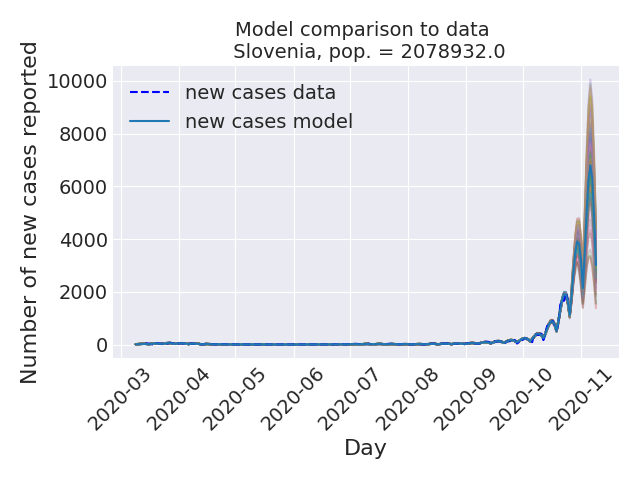 Model comparison to data
Slovenia, pop. = 2078932.0
Number of new cases reported
10000
8000
6000
4000
2000
0
new cases data
new cases model
2020-03
2020-04
2020-05
2020-06
2020-07
2020-08
2020-09
2020-10
2020-11
Day